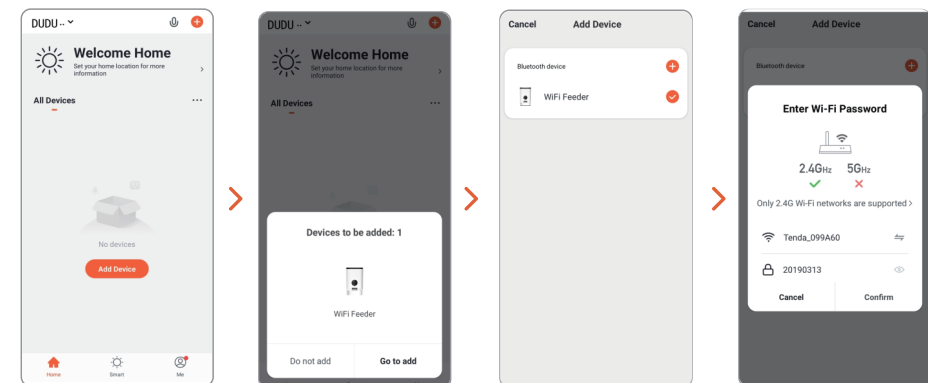 DUDU ..
Welcome Home
Set your home location for more
information
All Devices
No devices
Add Device
Home
Smart
Me
DUDU ..
Welcome Home
Set your home location for more
information
All Devices
Devices to be added: 1
WiFi Feeder
Do not add
Go to add
Cancel
Add Device
Bluetooth device
WiFi Feeder
Cancel
Add Device
Bluetooth device
Enter Wi-Fi Password
2.4GHz
5GHz
Only 2.4G Wi-Fi networks are supported >
Tenda_099A60
20190313
Cancel
Confirm